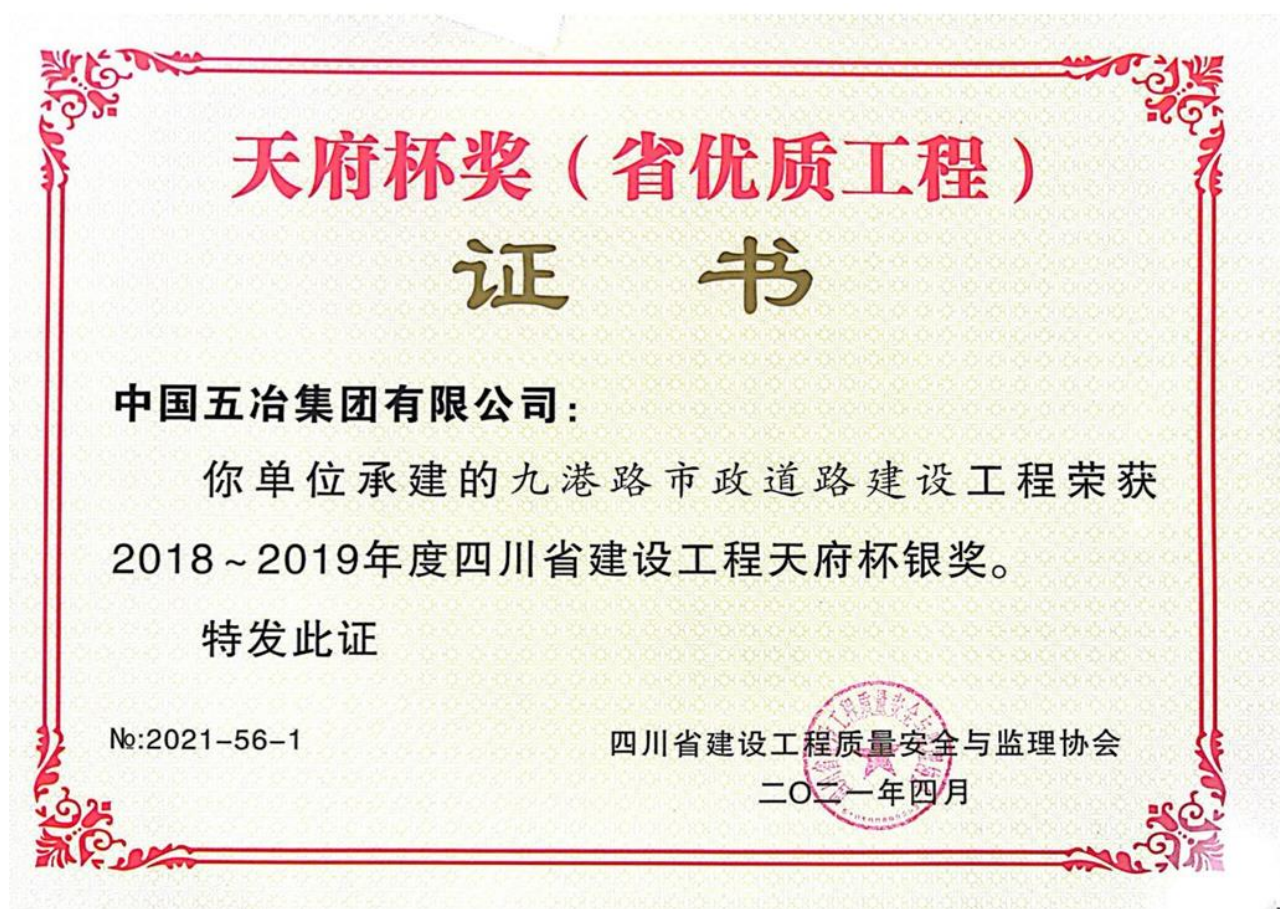 天府杯奖（省优质工程）
证 书
中国五冶集团有限公司：
你单位承建的九港路市政道路建设工程荣获
2018～2019年度四川省建设工程天府杯银奖。
特发此证
№:2021-56-1
四川省建设工程质量安全与监理协会
二〇二一年四月